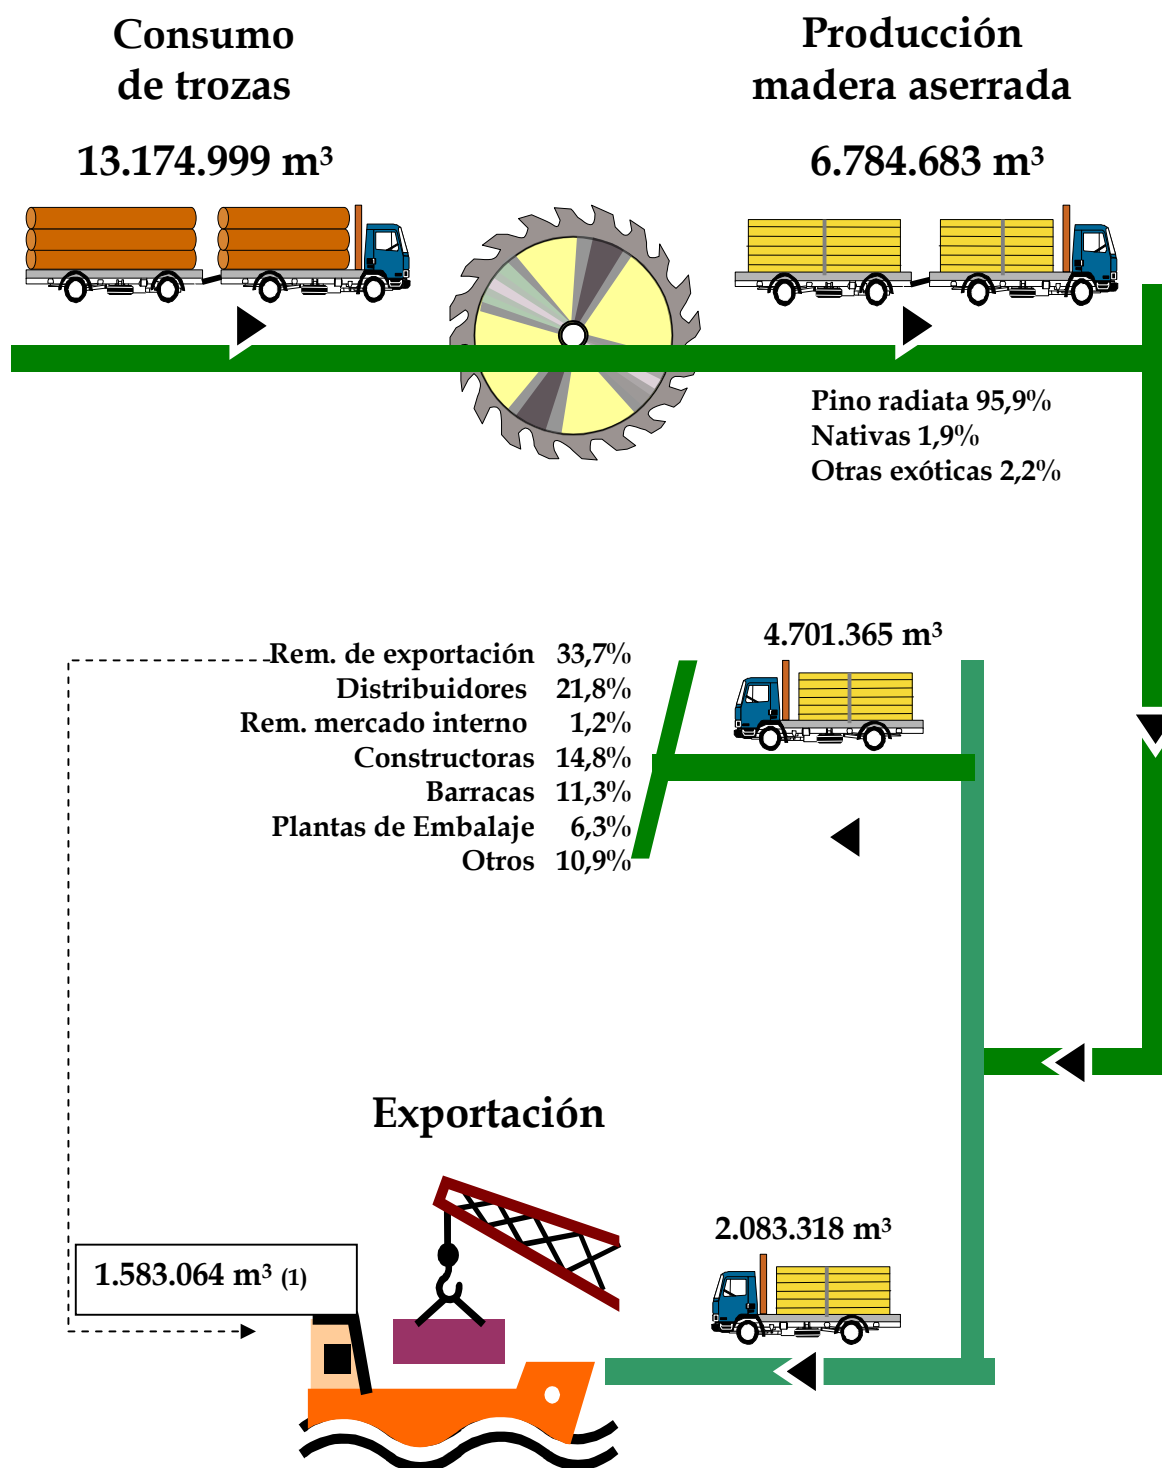 Consumo
de trozas
13.174.999 m³
Producción
madera aserrada
6.784.683 m³
Pino radiata 95,9%
Nativas 1,9%
Otras exóticas 2,2%
4.701.365 m³
Rem. de exportación 33,7%
Distribuidores 21,8%
Rem. mercado interno 1,2%
Constructoras 14,8%
Barracas 11,3%
Plantas de Embalaje 6,3%
Otros 10,9%
Exportación
2.083.318 m³
1.583.064 m³ (1)